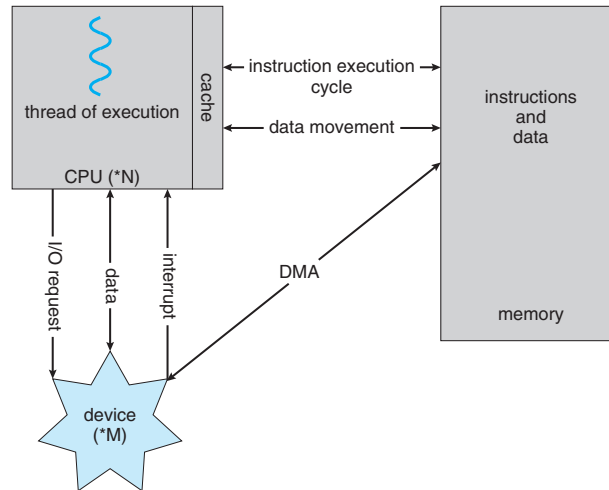 thread of execution
cache
CPU (*N)
instruction execution
cycle
data movement
instructions
and
data
memory
I/O request
data
interrupt
DMA
device
(*M)